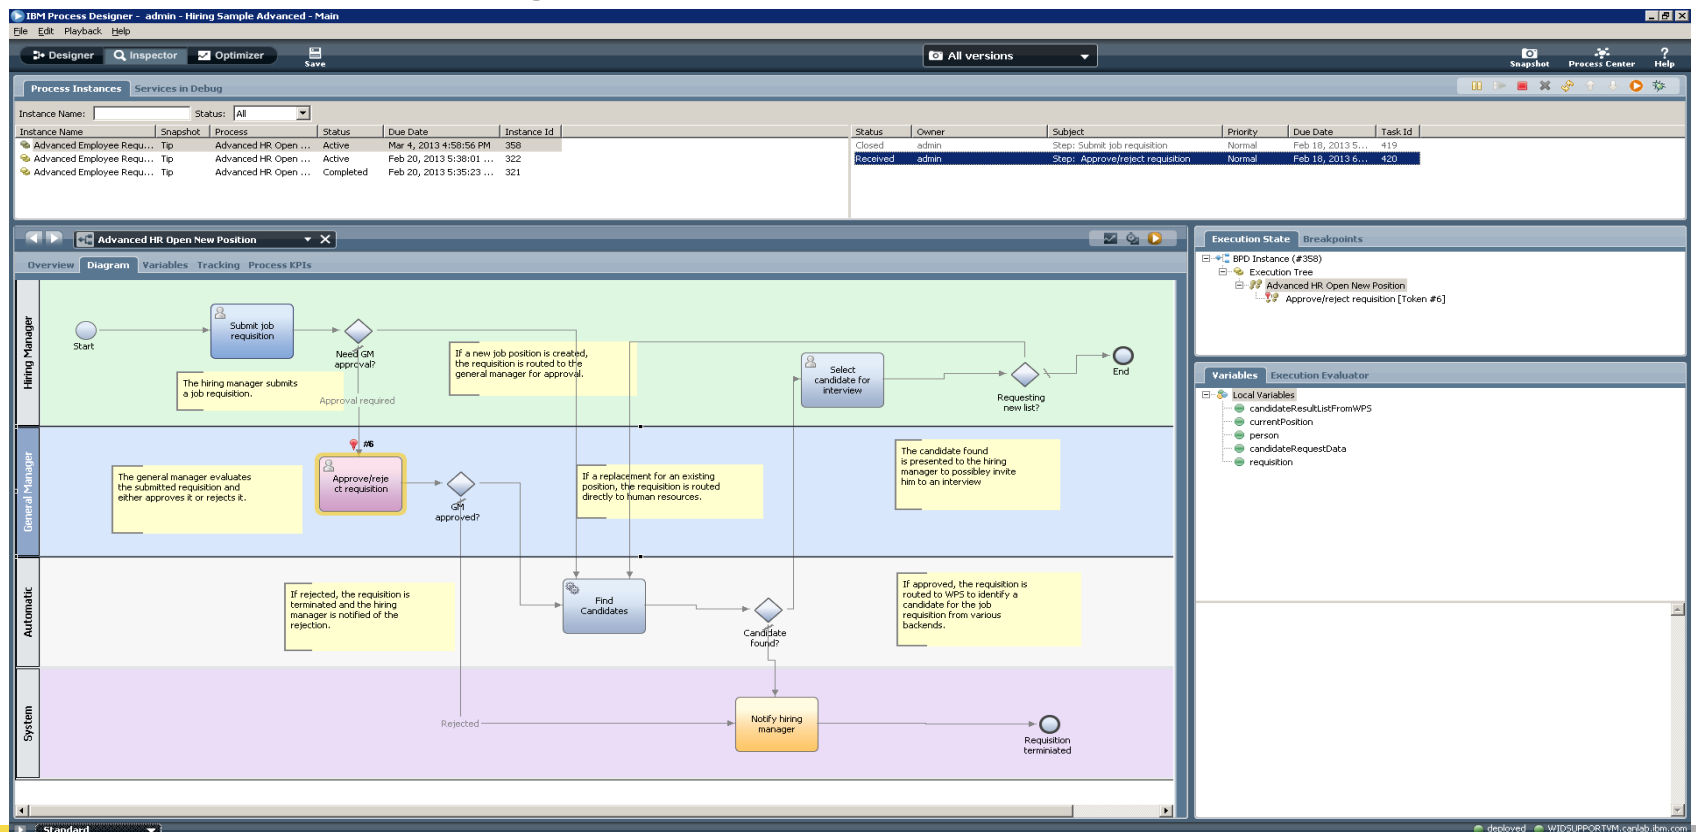 IBM Process Designer - admin - Hiring Sample Advanced - Main
File Edit Playback Help
Designer Inspector Optimizer Save All versions Snapshot Process Center Help
Process Instances Services in Debug
Instance Name: Status: All
Instance Name Snapshot Process Status Due Date Instance Id
Advanced Employee Requ... Tip Advanced HR Open ... Active Mar 4, 2013 4:58:56 PM 358
Advanced Employee Requ... Tip Advanced HR Open ... Active Feb 20, 2013 5:38:01 ... 322
Advanced Employee Requ... Tip Advanced HR Open ... Completed Feb 20, 2013 5:35:23 ... 321
Status Owner Subject Priority Due Date Task Id
Closed admin Step: Submit job requisition Normal Feb 18, 2013 5... 419
Received admin Step: Approve/reject requisition Normal Feb 18, 2013 6... 420
Advanced HR Open New Position
Overview Diagram Variables Tracking Process KPIs
Hiring Manager
Start
Submit job
requisition
Need GM
approval?
The hiring manager submits
a job requisition.
Approval required
If a new job position is created,
the requisition is routed to the
general manager for approval.
Select
candidate for
interview
Requesting
new list?
End
General Manager
#6
The general manager evaluates
the submitted requisition and
either approves it or rejects it.
Approve/reje
ct requisition
GM
approved?
If a replacement for an existing
position, the requisition is routed
directly to human resources.
The candidate found
is presented to the hiring
manager to possibley invite
him to an interview
Automatic
If rejected, the requisition is
terminated and the hiring
manager is notified of the
rejection.
Find
Candidates
Candidate
found?
If approved, the requisition is
routed to WPS to identify a
candidate for the job
requisition from various
backends.
System
Rejected
Notify hiring
manager
Requisition
terminiated
Execution State Breakpoints
BPD Instance (#358)
Execution Tree
Advanced HR Open New Position
Approve/reject requisition [Token #6]
Variables Execution Evaluator
Local Variables
candidateResultListFromWPS
currentPosition
person
candidateRequestData
requisition
Standard
deployed WIDSUPPORTVM.canlab.ibm.com